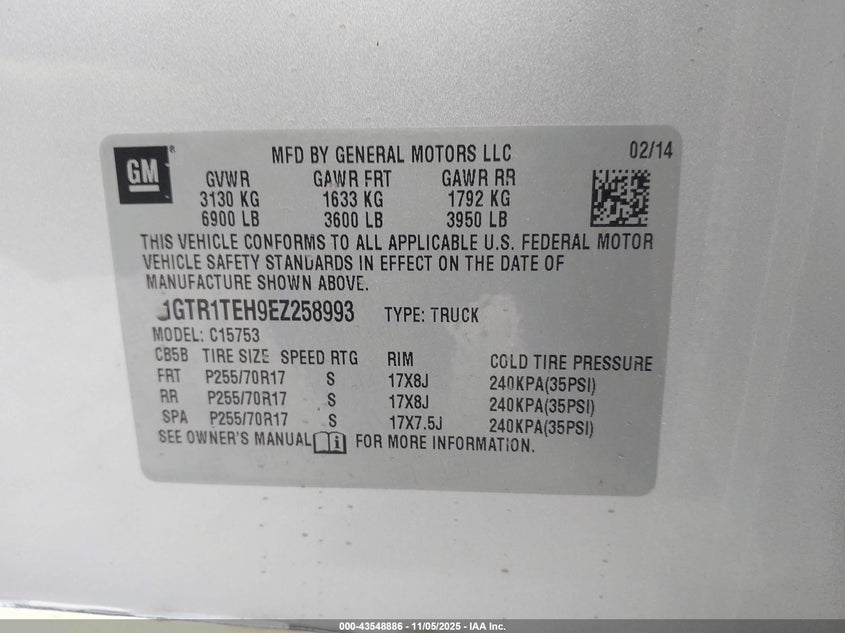 GM ®
MFD BY GENERAL MOTORS LLC 02/14
GVWR GAWR FRT GAWR RR
3130 KG 1633 KG 1792 KG
6900 LB 3600 LB 3950 LB
THIS VEHICLE CONFORMS TO ALL APPLICABLE U.S. FEDERAL MOTOR
VEHICLE SAFETY STANDARDS IN EFFECT ON THE DATE OF
MANUFACTURE SHOWN ABOVE.
1GTR1TEH9EZ258993 TYPE: TRUCK
MODEL: C15753
CB5B TIRE SIZE SPEED RTG RIM COLD TIRE PRESSURE
FRT P255/70R17 S 17X8J 240KPA(35PSI)
RR P255/70R17 S 17X8J 240KPA(35PSI)
SPA P255/70R17 S 17X7.5J 240KPA(35PSI)
SEE OWNER'S MANUAL i FOR MORE INFORMATION.
000-43548886 - 11/05/2025 - IAA Inc.